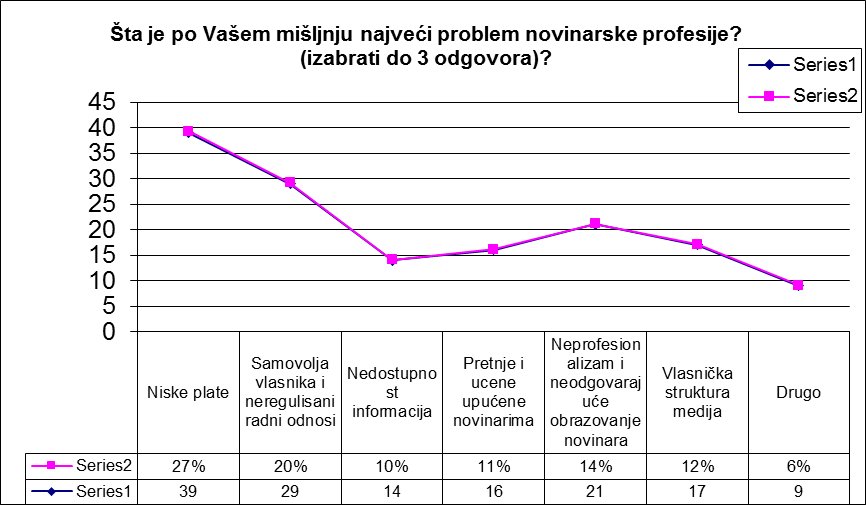 Šta je po Vašem mišljnju najveći problem novinarske profesije?
(izabrati do 3 odgovora)?
Series1
Series2
45
40
35
30
25
20
15
10
5
0
Niske plate
Samovolja
vlasnika i
neregulisani
radni odnosi
Nedostupno
st
informacija
Pretnje i
ucene
upućene
novinarima
Neprofesion
alizam i
neodgovaraj
uće
obrazovanje
novinara
Vlasnička
struktura
medija
Drugo
Series2 27% 20% 10% 11% 14% 12% 6%
Series1 39 29 14 16 21 17 9